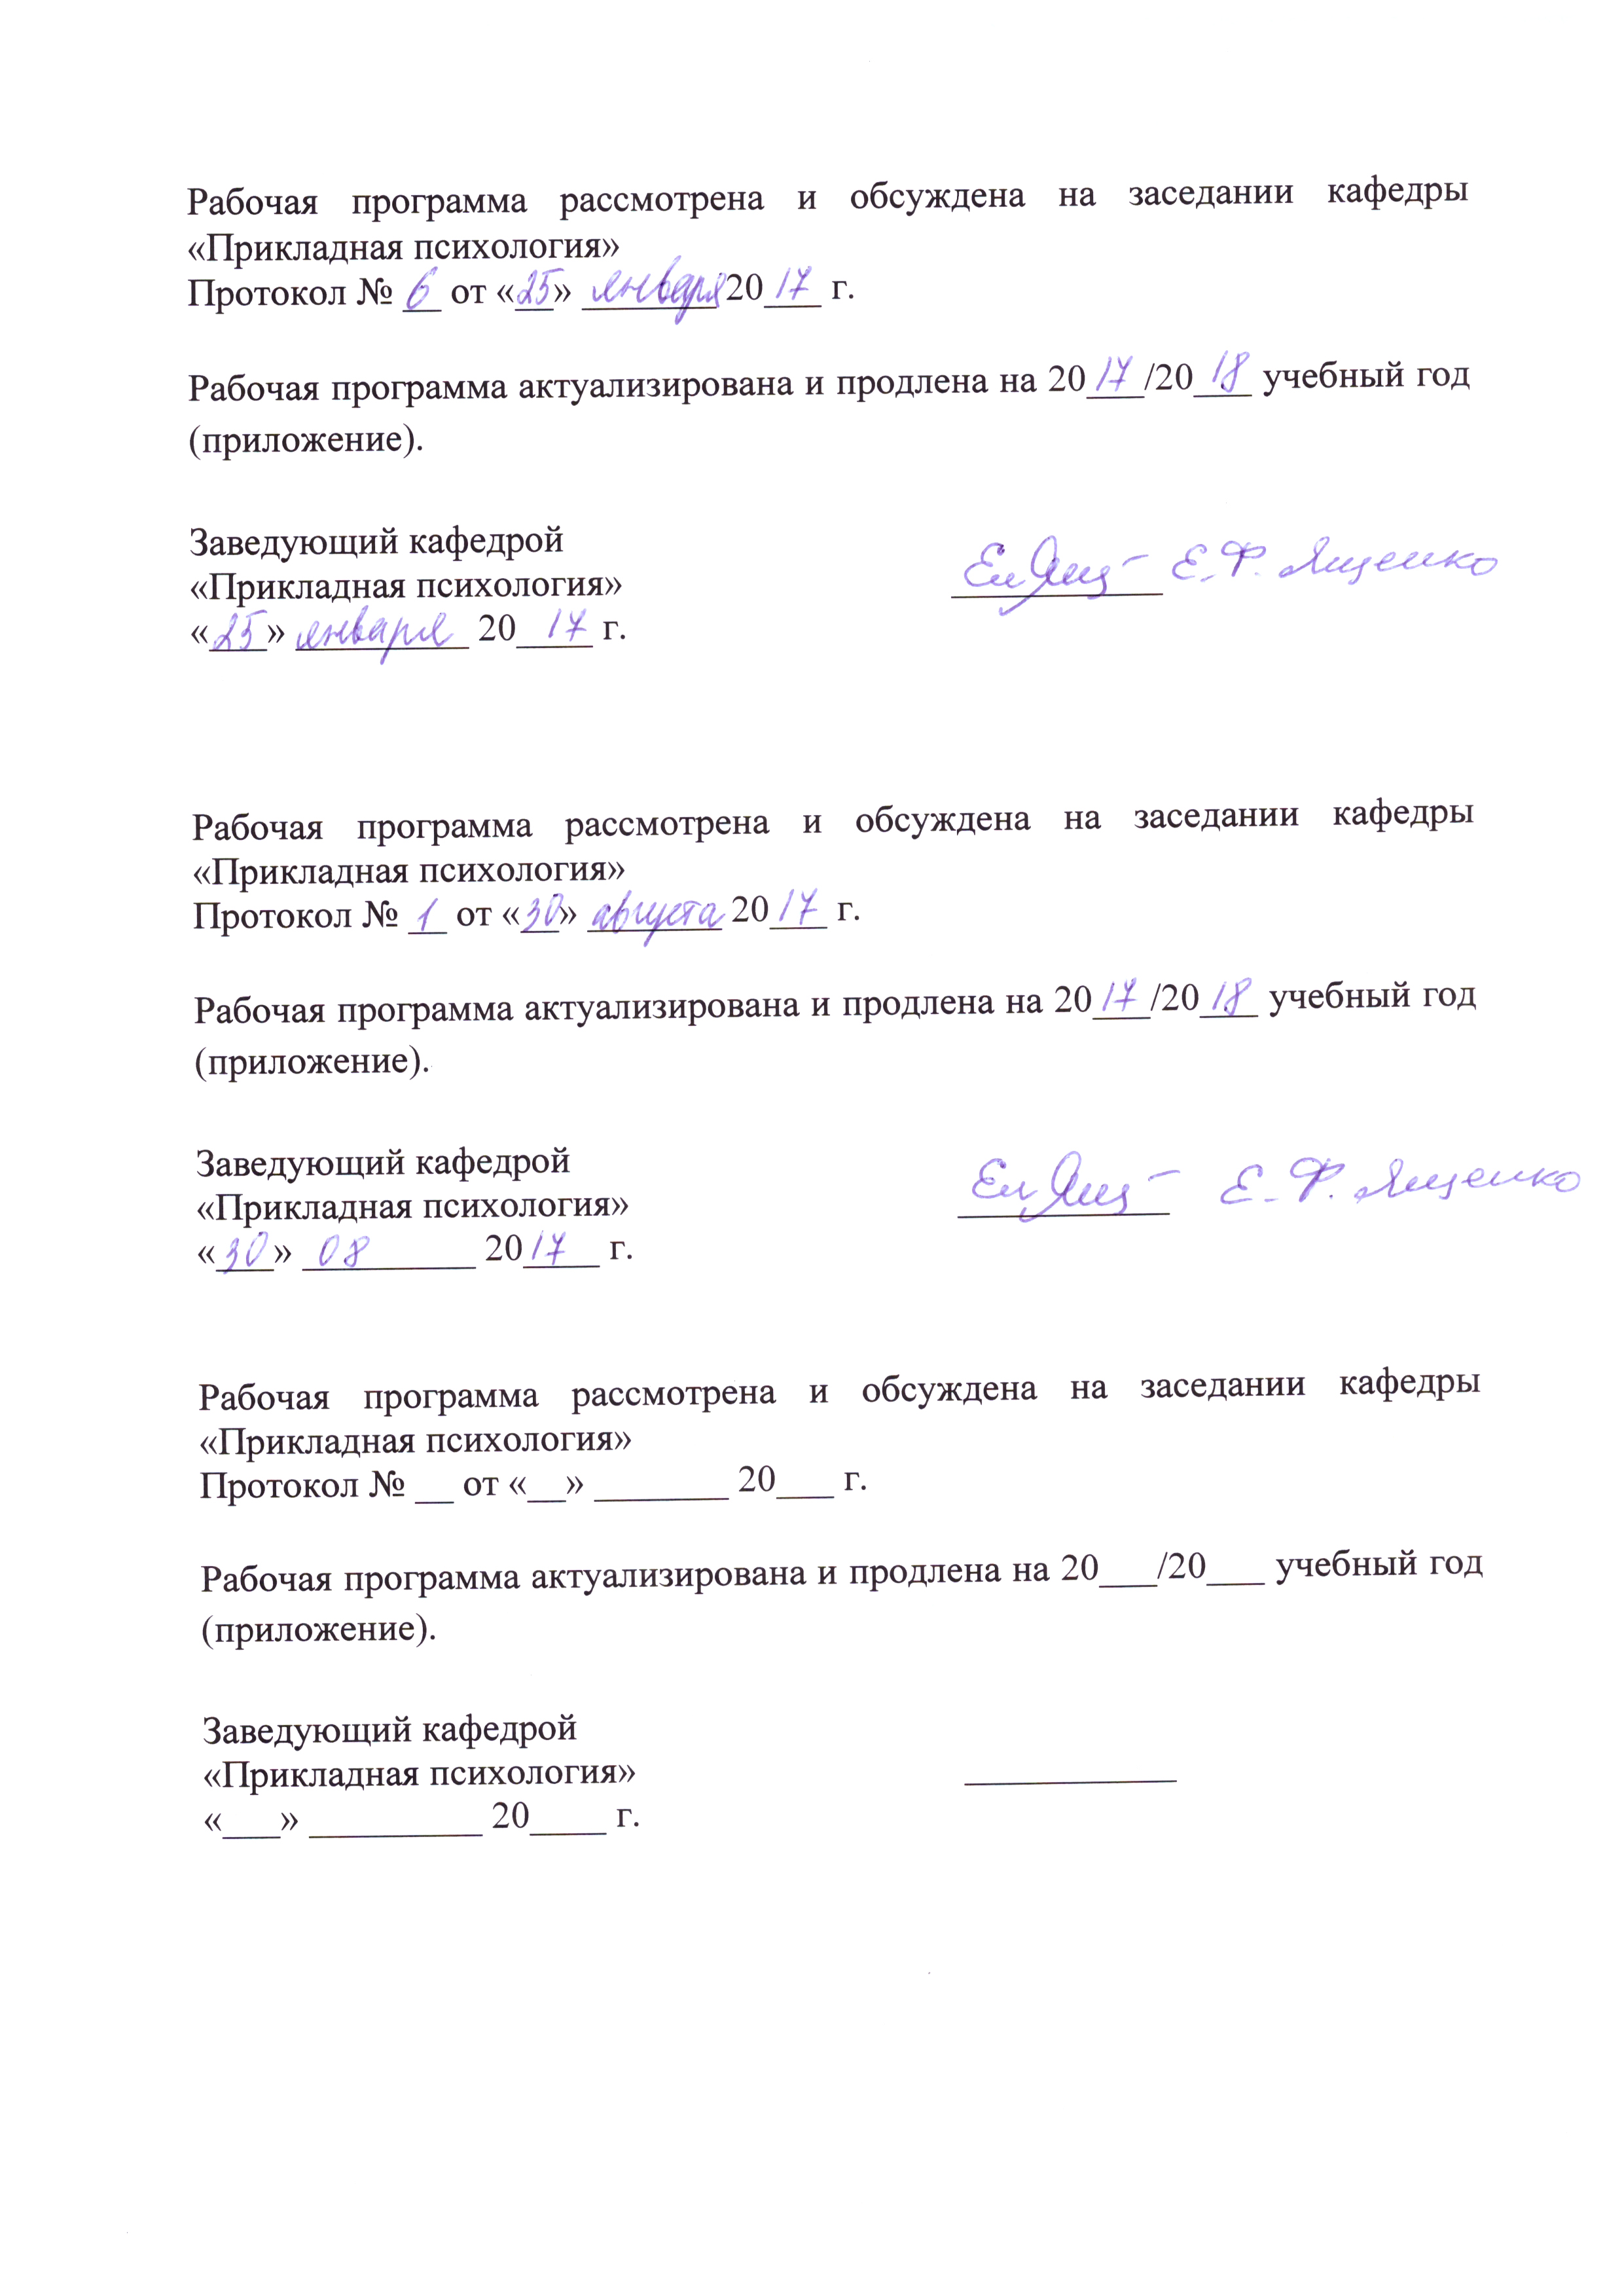 Рабочая программа рассмотрена и обсуждена на заседании кафедры
«Прикладная психология»
Протокол № 6 от «25» января 2017 г.
Рабочая программа актуализирована и продлена на 2017/2018 учебный год
(приложение).
Заведующий кафедрой
«Прикладная психология» Е.Ф. Ященко
«25» января 2017 г.
Рабочая программа рассмотрена и обсуждена на заседании кафедры
«Прикладная психология»
Протокол № 1 от «30» августа 2017 г.
Рабочая программа актуализирована и продлена на 2017/2018 учебный год
(приложение).
Заведующий кафедрой
«Прикладная психология» Е.Ф. Ященко
«30» 08 2017 г.
Рабочая программа рассмотрена и обсуждена на заседании кафедры
«Прикладная психология»
Протокол № __ от «__» _______ 20___ г.
Рабочая программа актуализирована и продлена на 20___/20___ учебный год
(приложение).
Заведующий кафедрой
«Прикладная психология» ___________
«___» _________ 20____ г.